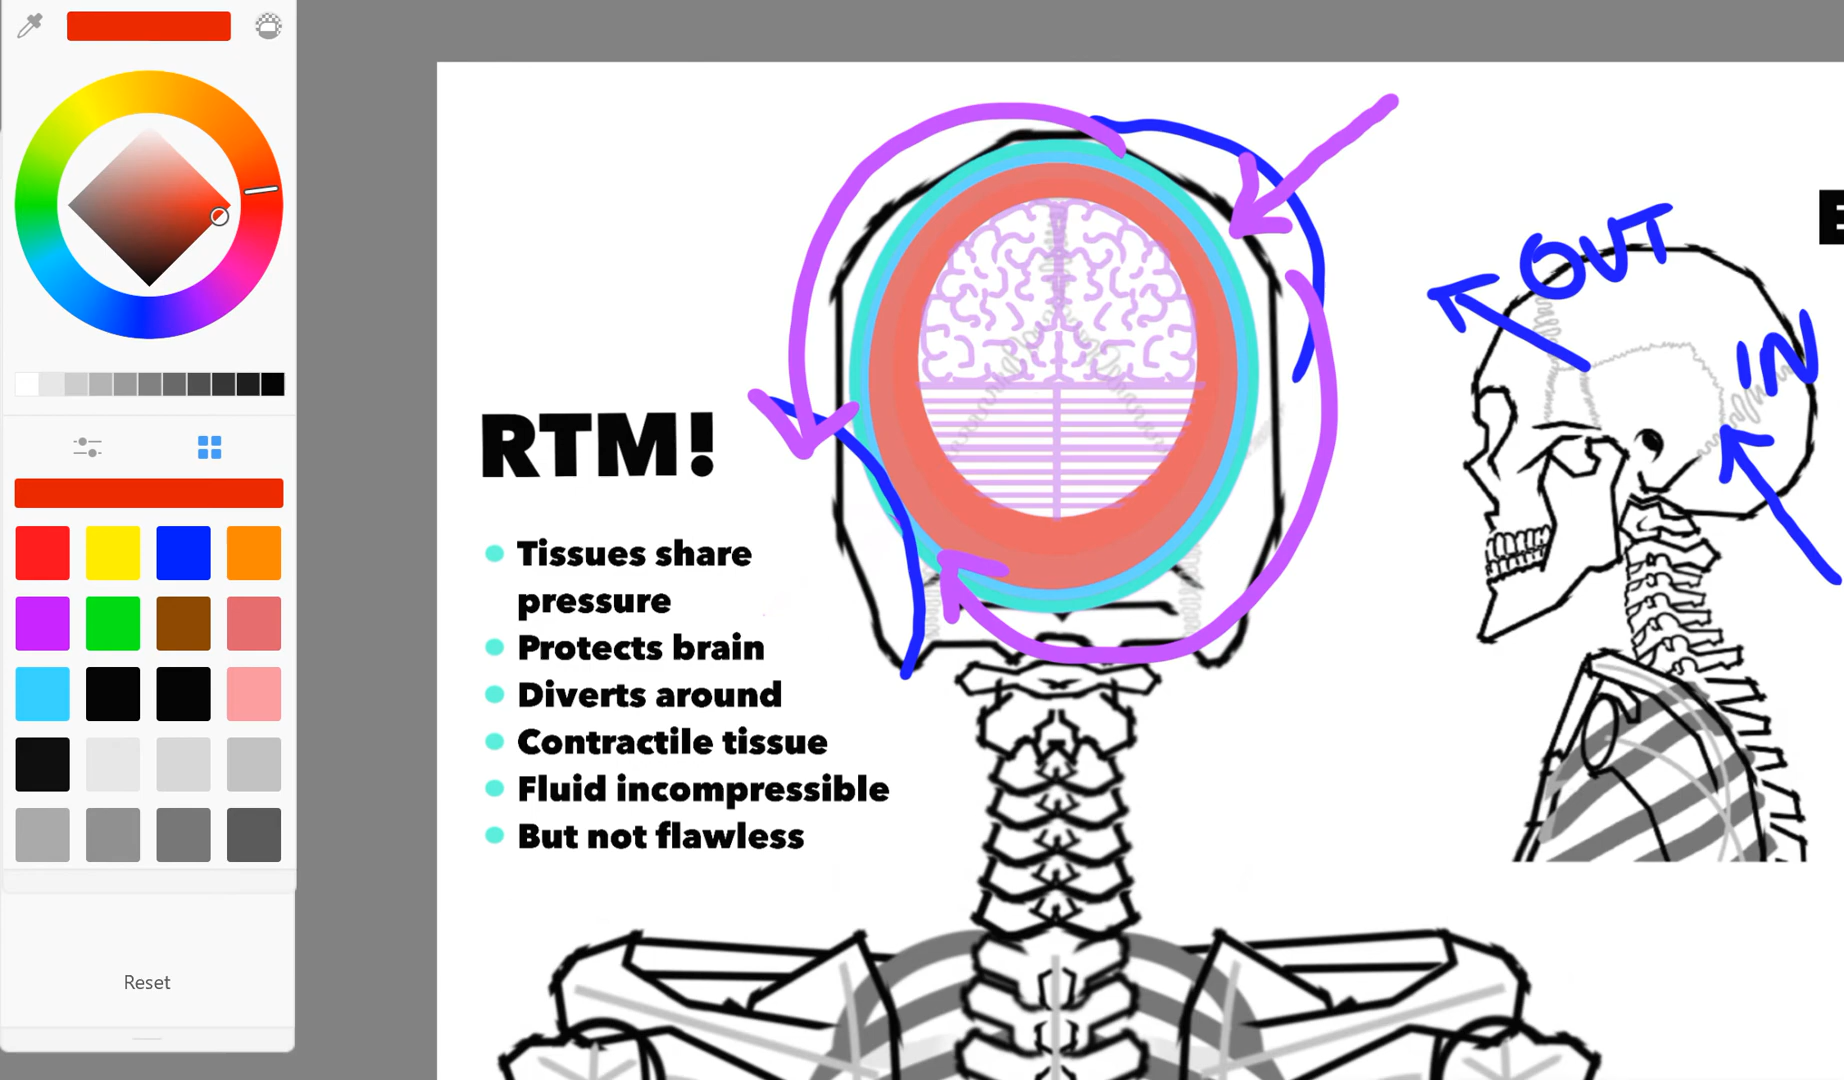 RTM!
Tissues share
pressure
Protects brain
Diverts around
Contractile tissue
Fluid incompressible
But not flawless
OUT
IN
Reset